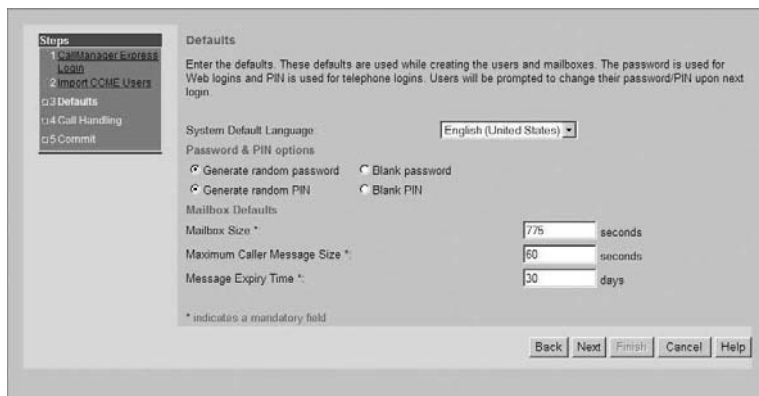 Steps
1 CallManager Express
Login
2 Import CCME Users
3 Defaults
4 Call Handling
5 Commit
Defaults
Enter the defaults. These defaults are used while creating the users and mailboxes. The password is used for
Web logins and PIN is used for telephone logins. Users will be prompted to change their password/PIN upon next
login.
System Default Language: English (United States)
Password & PIN options
Generate random password Blank password
Generate random PIN Blank PIN
Mailbox Defaults
Mailbox Size * 775 seconds
Maximum Caller Message Size *: 60 seconds
Message Expiry Time *: 30 days
* indicates a mandatory field
Back Next Finish Cancel Help